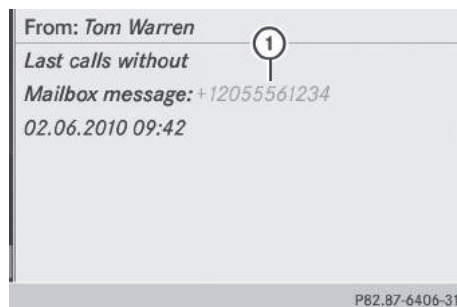 From: Tom Warren
1
Last calls without
Mailbox message: +12055561234
02.06.2010 09:42
P82.87-6406-31